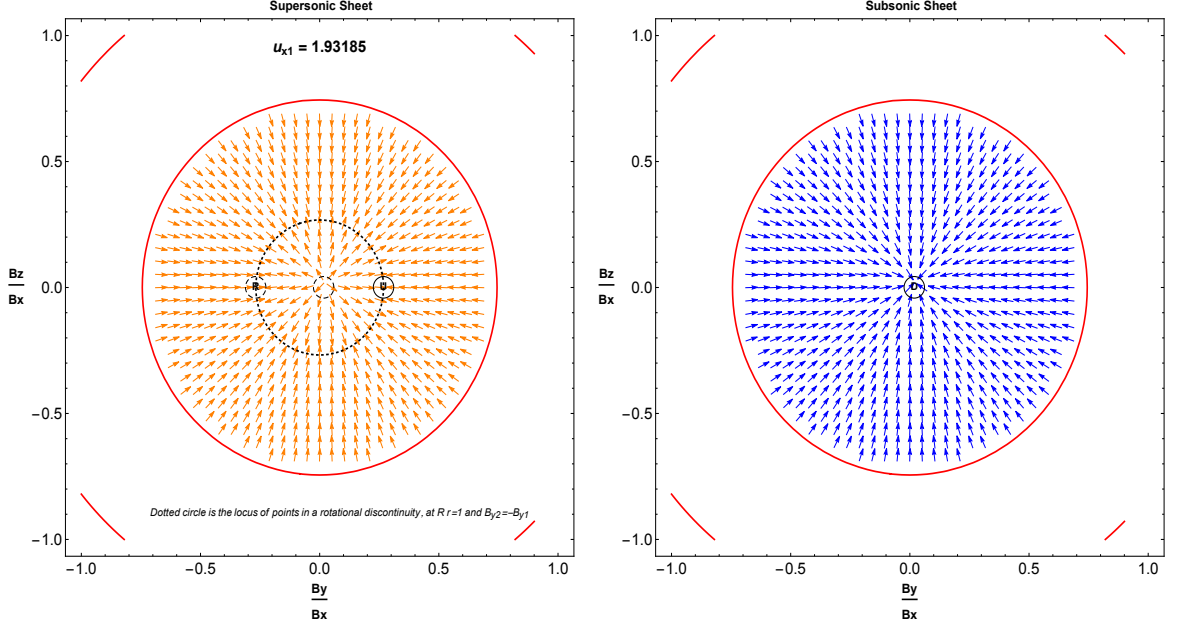 Supersonic Sheet
u_x1 = 1.93185
1.0
0.5
0.0
−0.5
−1.0
Bz
Bx
R
U
Dotted circle is the locus of points in a rotational discontinuity, at R r=1 and B_y2=−B_y1
−1.0 −0.5 0.0 0.5 1.0
By
Bx
Subsonic Sheet
1.0
0.5
0.0
−0.5
−1.0
Bz
Bx
D
−1.0 −0.5 0.0 0.5 1.0
By
Bx